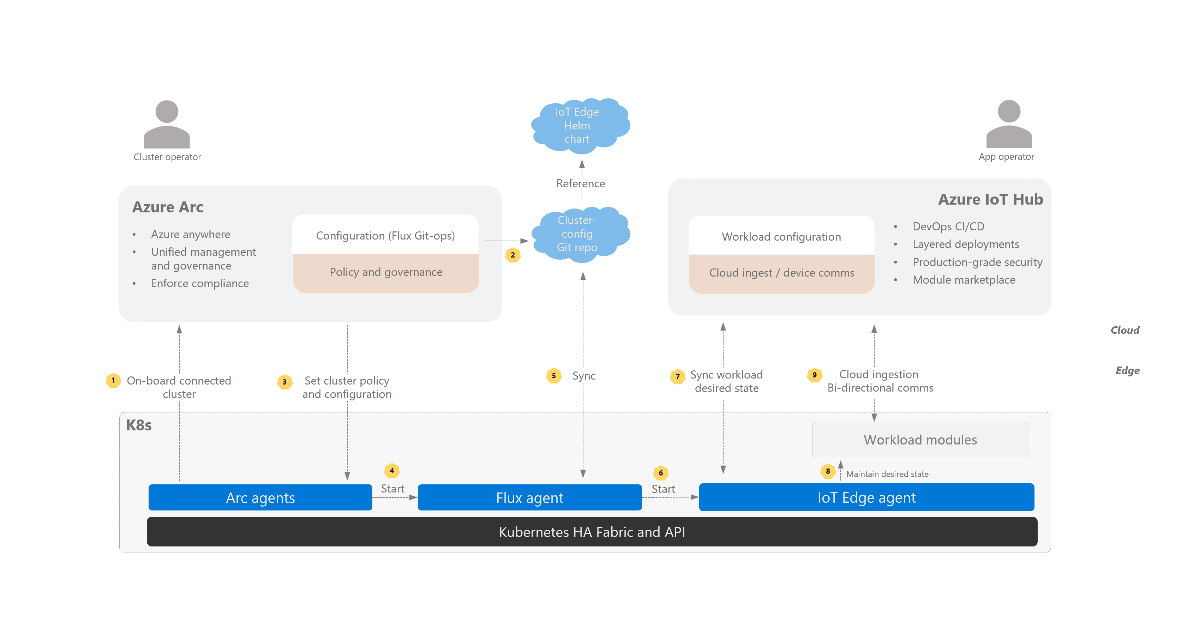 IoT Edge
Helm
chart
Cluster operator
App operator
Reference
Azure Arc
• Azure anywhere
• Unified management
and governance
• Enforce compliance
Configuration (Flux Git-ops)
Policy and governance
2
Cluster-
config
Git repo
Azure IoT Hub
Workload configuration
Cloud ingest / device comms
• DevOps CI/CD
• Layered deployments
• Production-grade security
• Module marketplace
Cloud
Edge
1 On-board connected
cluster
3 Set cluster policy
and configuration
5 Sync
7 Sync workload
desired state
9 Cloud ingestion
Bi-directional comms
K8s
Workload modules
8 Maintain desired state
4
Start
6
Start
Arc agents
Flux agent
IoT Edge agent
Kubernetes HA Fabric and API